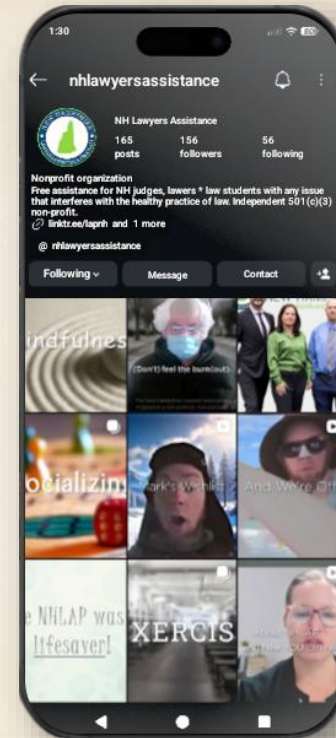 1:30
nhlawyersassistance
NH Lawyers Assistance
165 156 56
posts followers following
Nonprofit organization
Free assistance for NH judges, lawers * law students with any issue
that interferes with the healthy practice of law. Independent 501(c)(3)
non-profit.
linktr.ee/lapnh and 1 more
@ nhlawyersassistance
Following Message Contact
indfulnes
(Don't) feel the burn(out).
ocializin
Mark's Wishlist
And We're Off
e NHLAP was
lifesaver!
XERCIS